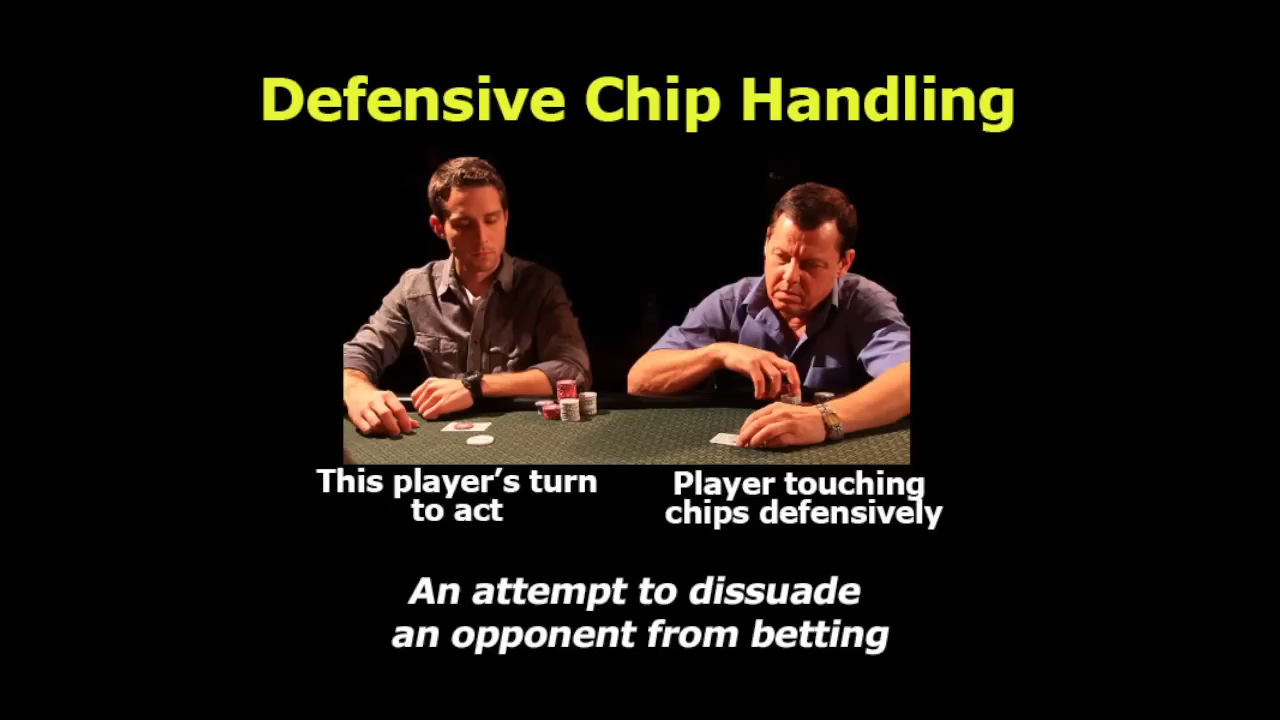 Defensive Chip Handling
This player’s turn
to act
Player touching
chips defensively
An attempt to dissuade
an opponent from betting